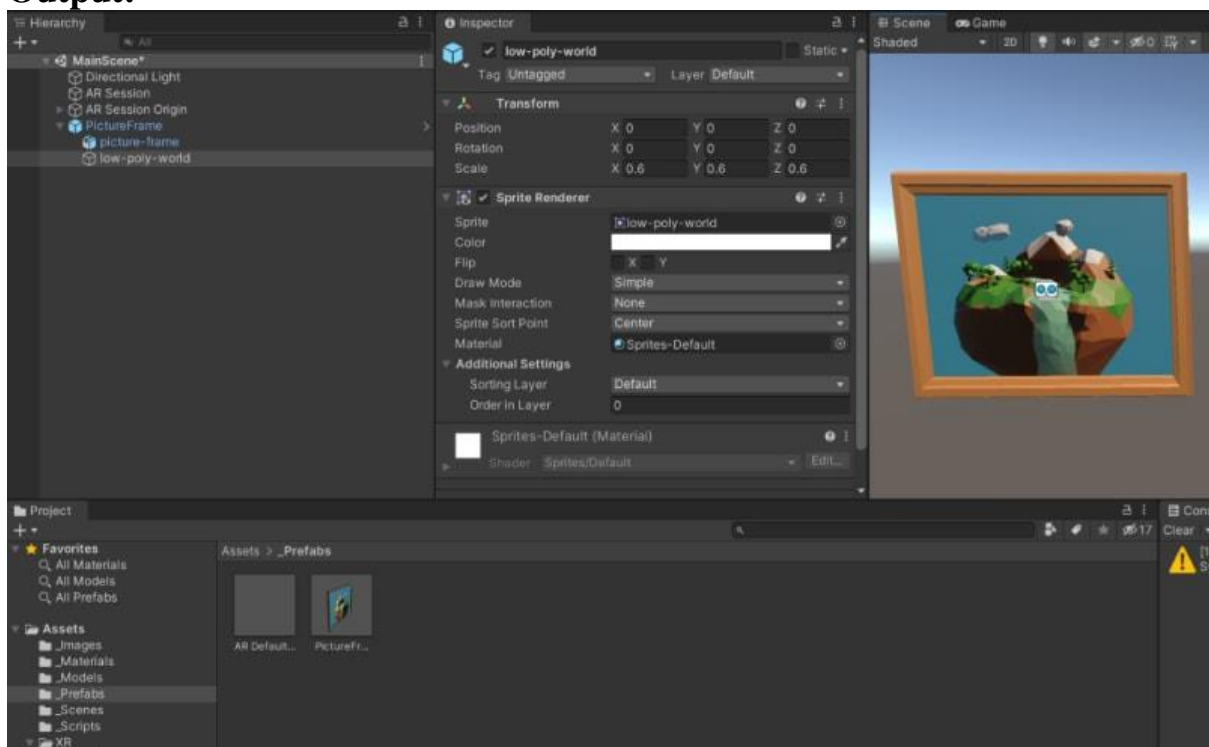 Output:
Hierarchy
All
MainScene*
Directional Light
AR Session
AR Session Origin
PictureFrame
picture-frame
low-poly-world
Inspector
low-poly-world Static
Tag Untagged Layer Default
Transform
Position X 0 Y 0 Z 0
Rotation X 0 Y 0 Z 0
Scale X 0.6 Y 0.6 Z 0.6
Sprite Renderer
Sprite low-poly-world
Color
Flip X Y
Draw Mode Simple
Mask Interaction None
Sprite Sort Point Center
Material Sprites-Default
Additional Settings
Sorting Layer Default
Order in Layer 0
Sprites-Default (Material)
Shader Sprites/Default Edit...
Scene Game
Shaded 2D 0
Project
17
Favorites
All Materials
All Models
All Prefabs
Assets
_Images
_Materials
_Models
_Prefabs
_Scenes
_Scripts
XR
Assets > _Prefabs
AR Default... PictureFr...
Clear